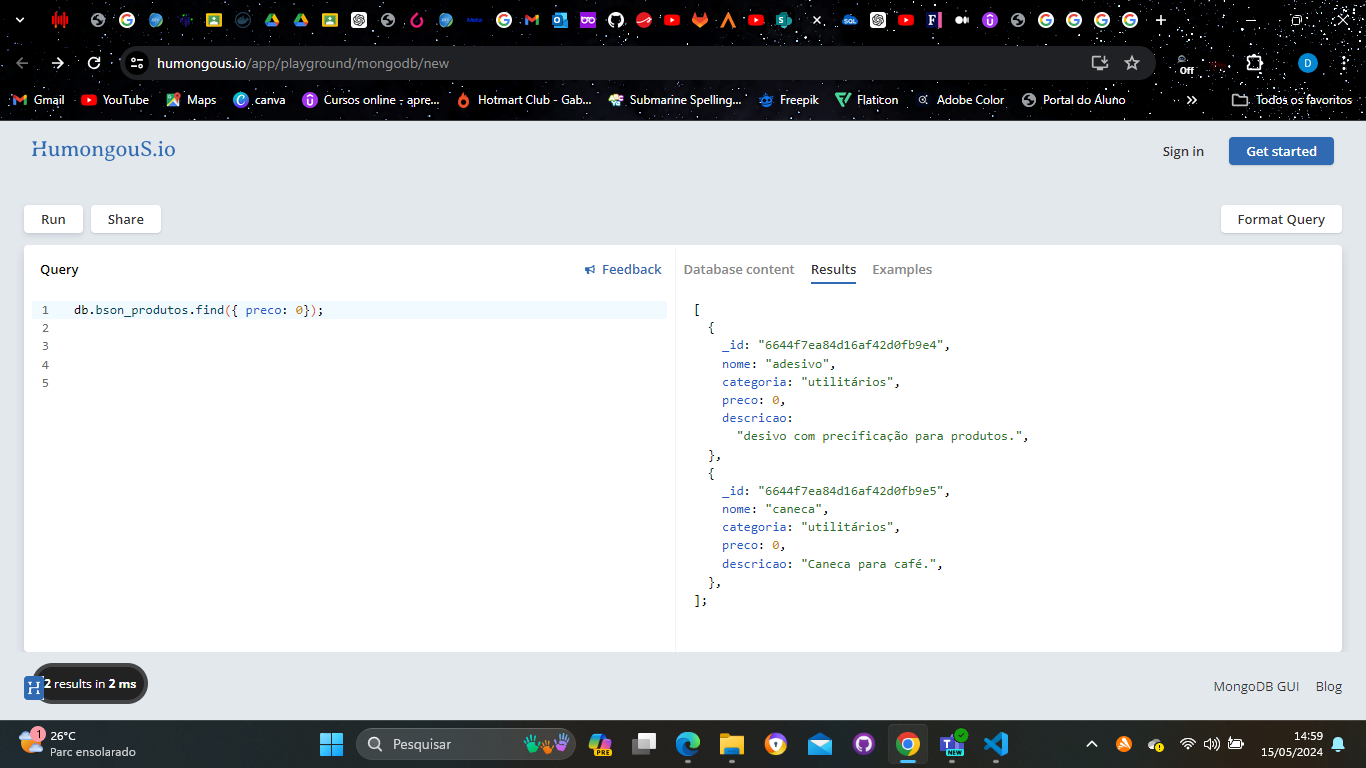 humongous.io/app/playground/mongodb/new
Off
D
Gmail
YouTube
Maps
canva
Cursos online - apre...
Hotmart Club - Gab...
Submarine Spelling...
Freepik
Flaticon
Adobe Color
Portal do Aluno
»
Todos os favoritos
HumongouS.io
Sign in
Get started
Run
Share
Format Query
Query
Feedback
Database content
Results
Examples
1 db.bson_produtos.find({ preco: 0});
2
3
4
5
[
{
_id: "6644f7ea84d16af42d0fb9e4",
nome: "adesivo",
categoria: "utilitários",
preco: 0,
descricao:
"desivo com precificação para produtos.",
},
{
_id: "6644f7ea84d16af42d0fb9e5",
nome: "caneca",
categoria: "utilitários",
preco: 0,
descricao: "Caneca para café.",
},
];
H
2 results in 2 ms
MongoDB GUI
Blog
1
26°C
Parc ensolarado
Pesquisar
PRE
NEW
14:59
15/05/2024